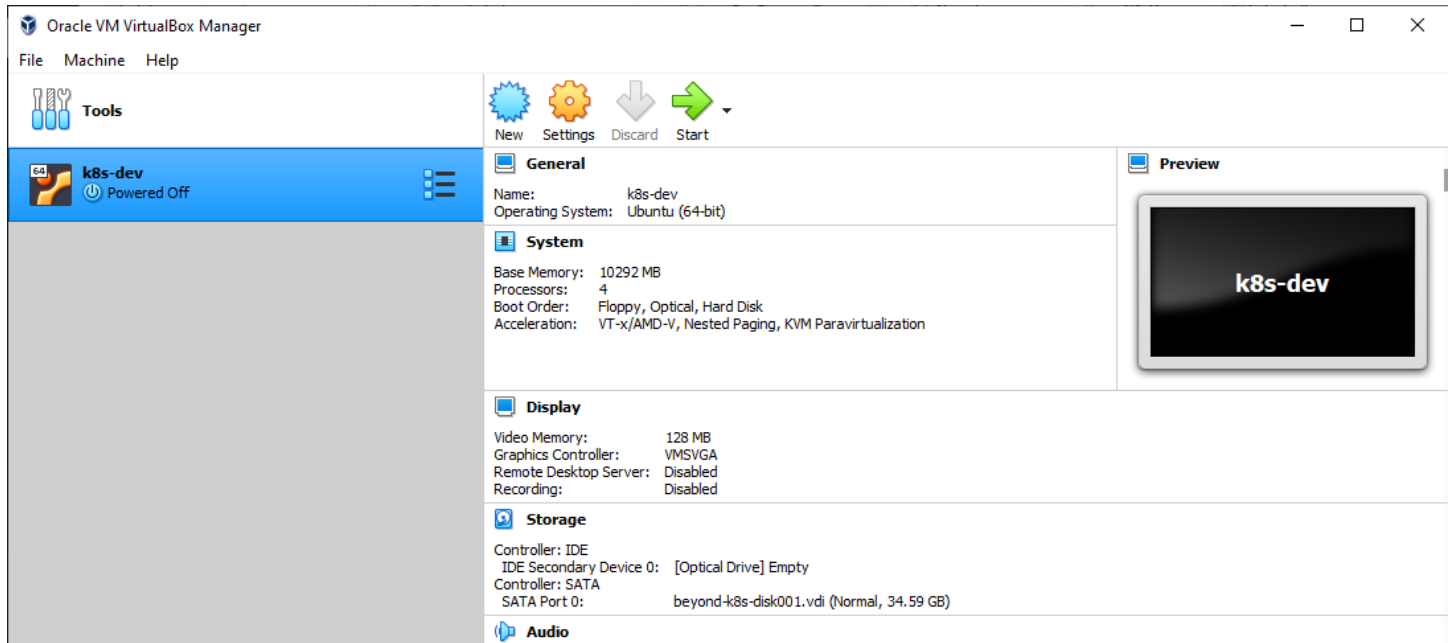 Oracle VM VirtualBox Manager
File Machine Help
Tools
New Settings Discard Start
64
k8s-dev
Powered Off
General
Name: k8s-dev
Operating System: Ubuntu (64-bit)
System
Base Memory: 10292 MB
Processors: 4
Boot Order: Floppy, Optical, Hard Disk
Acceleration: VT-x/AMD-V, Nested Paging, KVM Paravirtualization
Preview
k8s-dev
Display
Video Memory: 128 MB
Graphics Controller: VMSVGA
Remote Desktop Server: Disabled
Recording: Disabled
Storage
Controller: IDE
IDE Secondary Device 0: [Optical Drive] Empty
Controller: SATA
SATA Port 0: beyond-k8s-disk001.vdi (Normal, 34.59 GB)
Audio